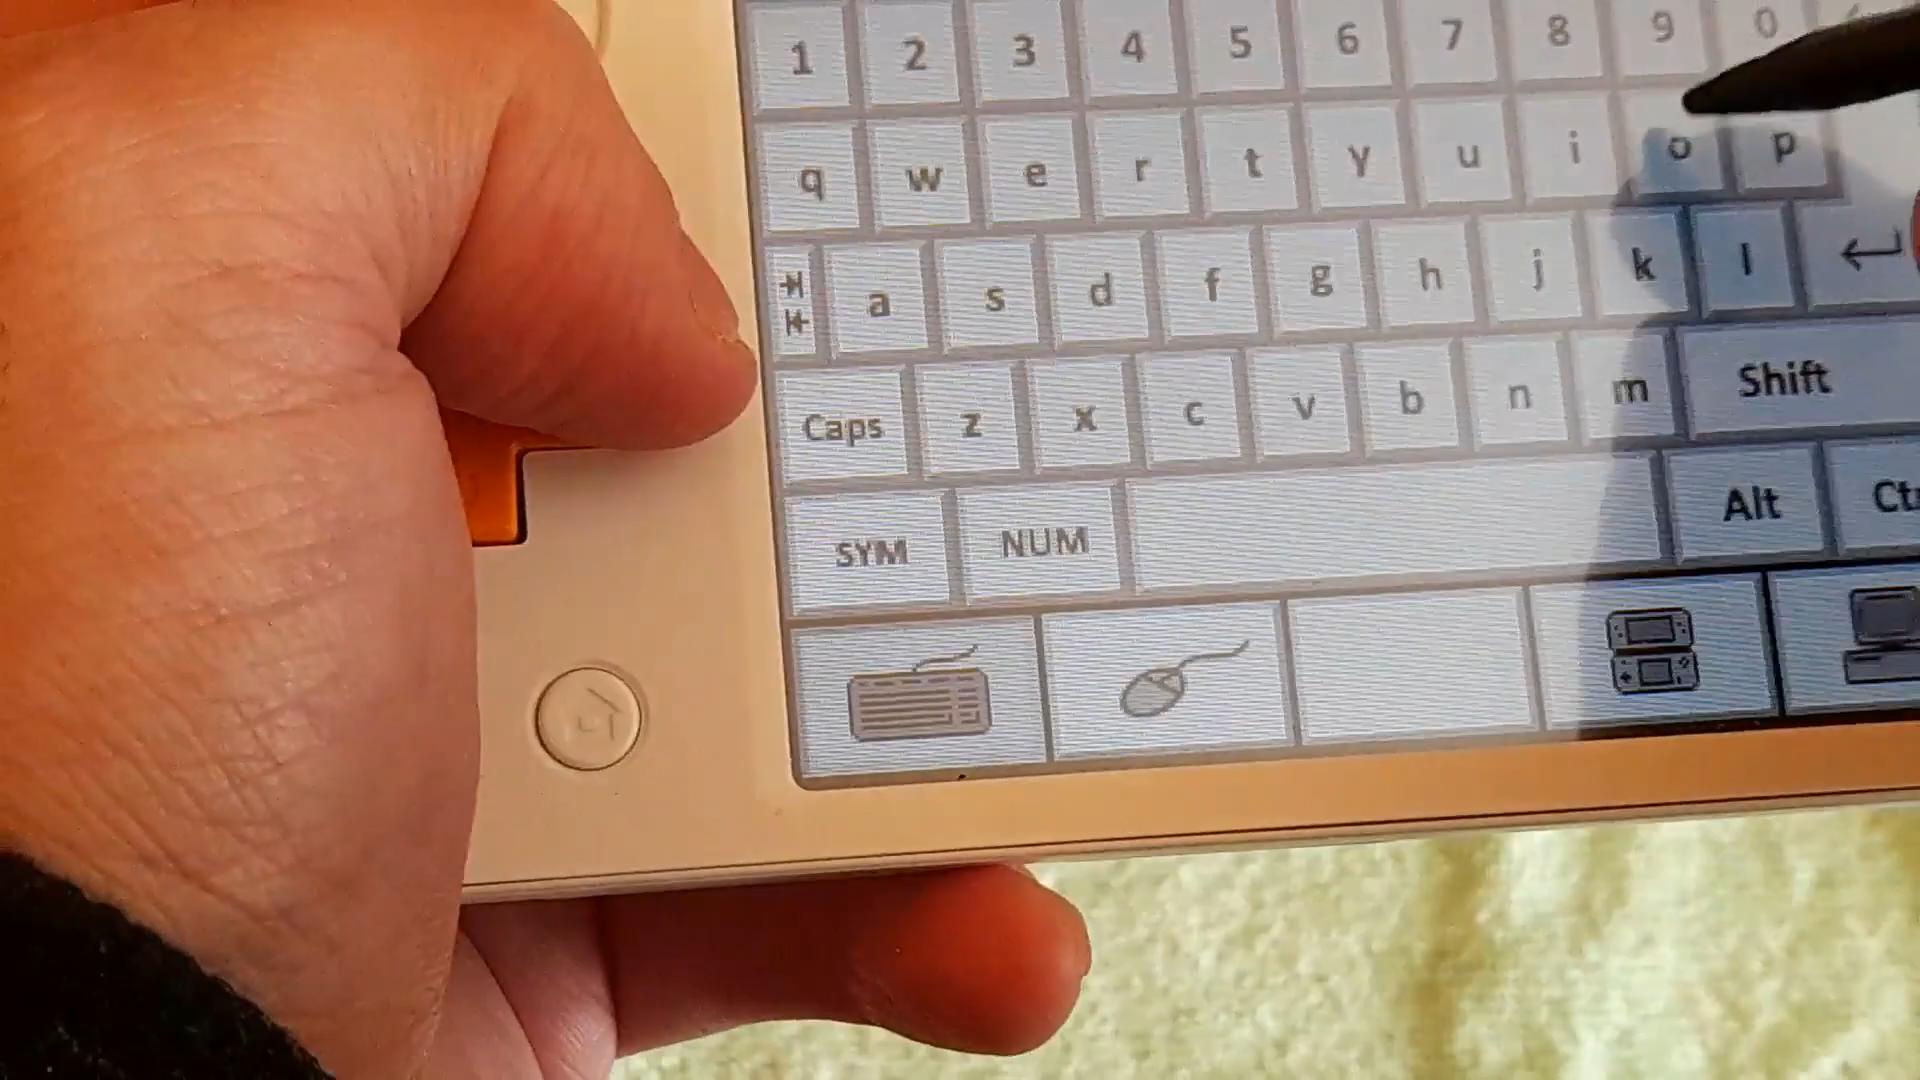 1 2 3 4 5 6 7 8 9 0
q w e r t y u i o p
a s d f g h j k l
Caps z x c v b n m Shift
SYM NUM Alt